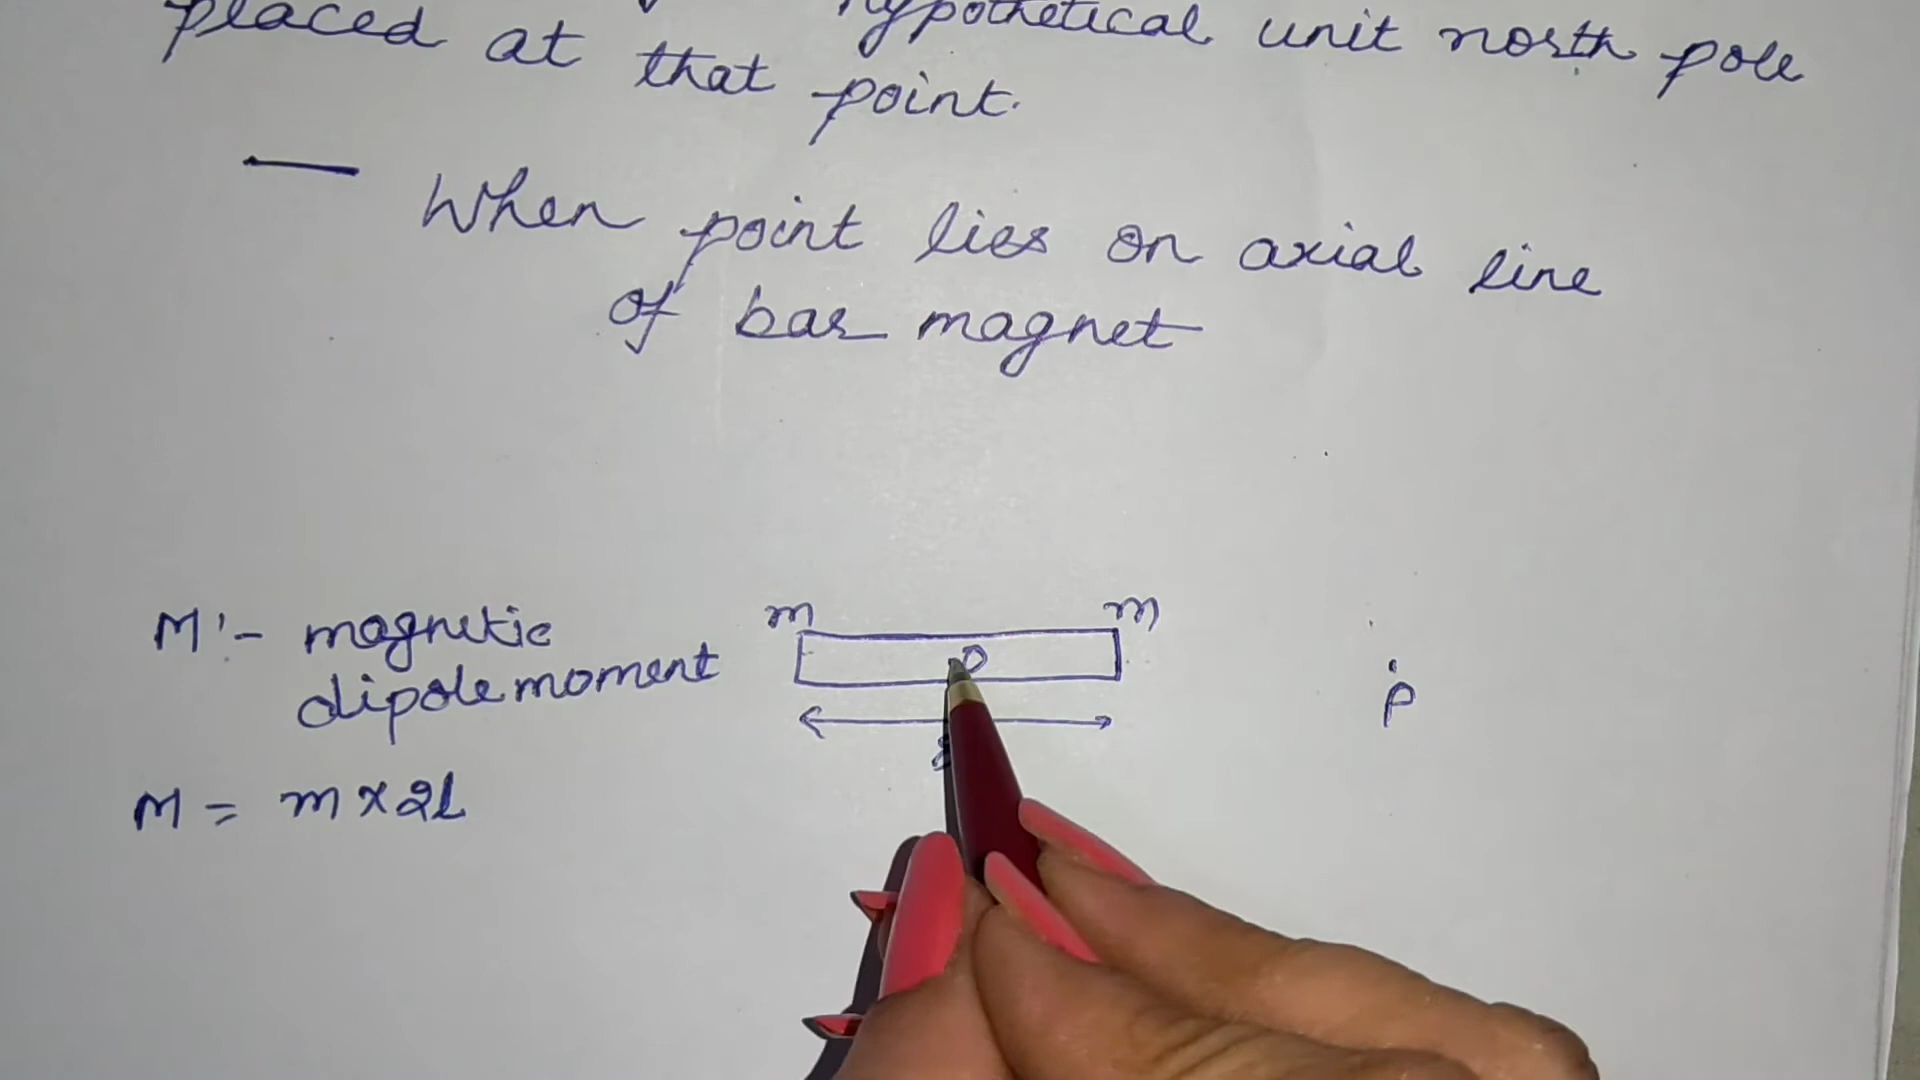 placed at that point. hypothetical unit north pole
When point lies on axial line
of bar magnet
M'- magnetic
dipole moment
M = m x 2l
m m
O
P